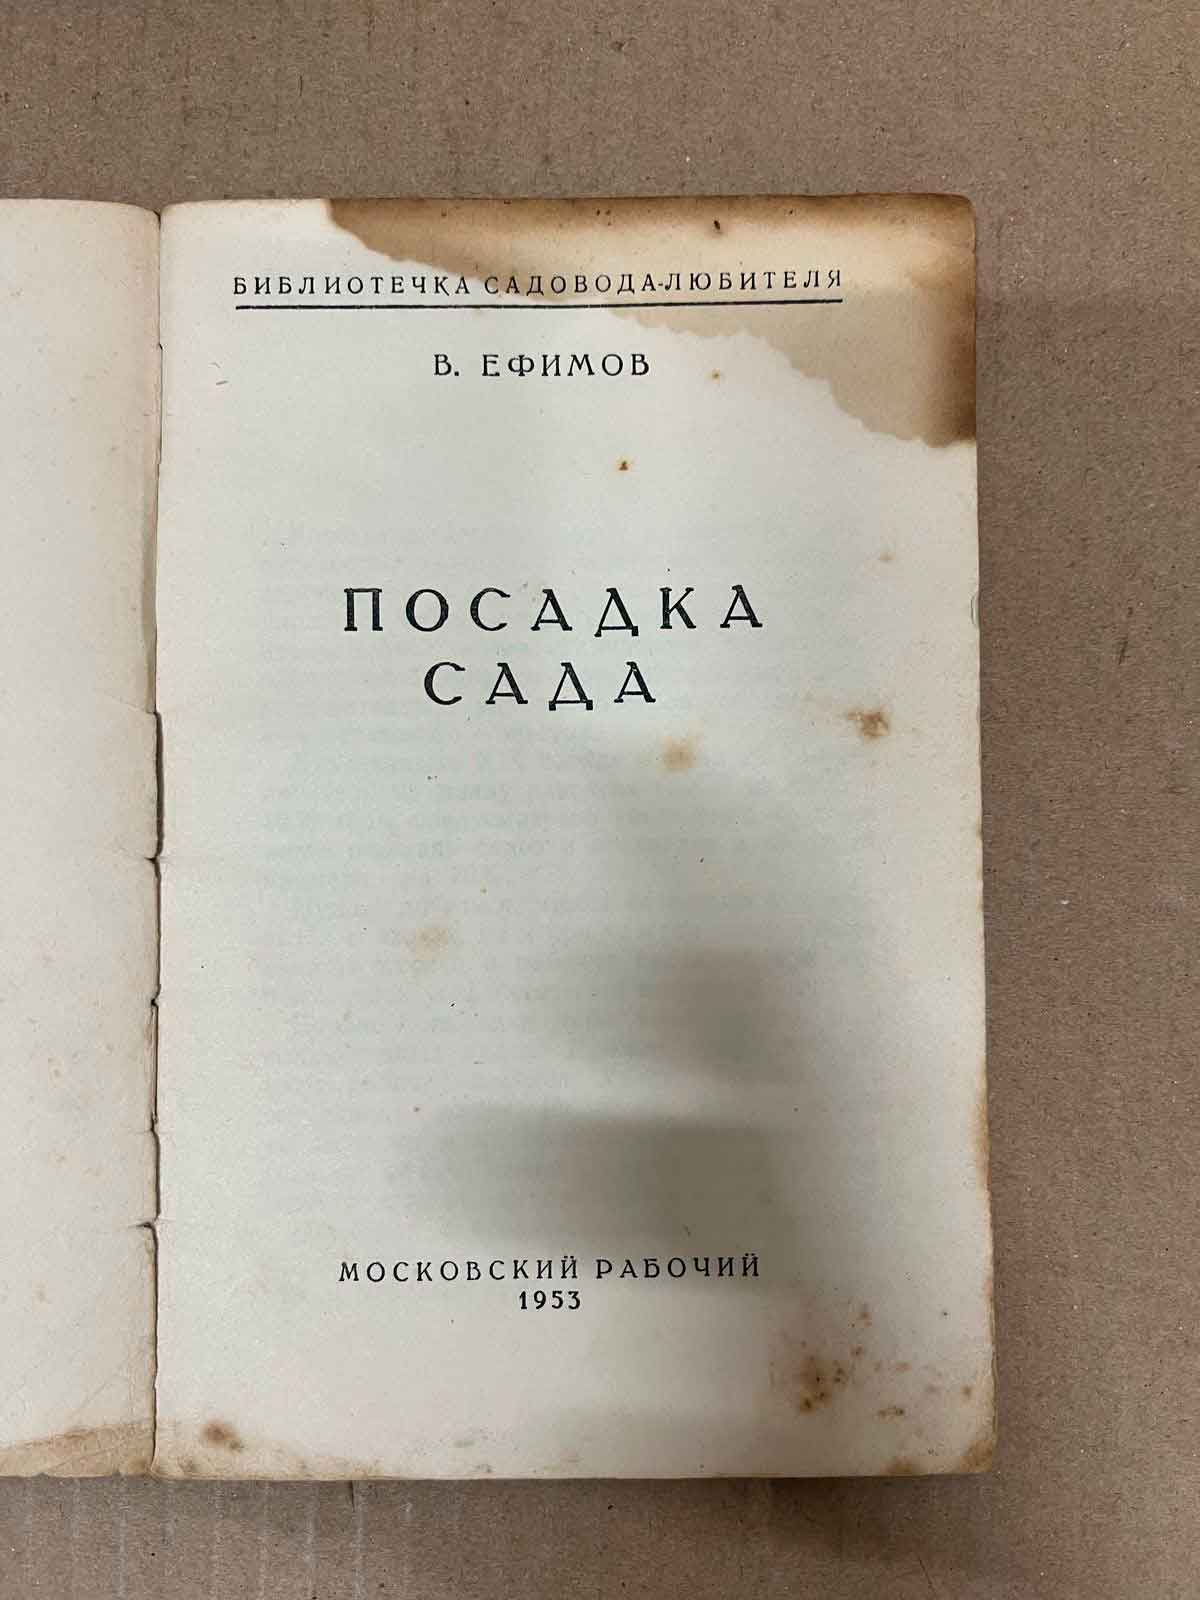 БИБЛИОТЕЧКА САДОВОДА-ЛЮБИТЕЛЯ
В. ЕФИМОВ
ПОСАДКА
САДА
МОСКОВСКИЙ РАБОЧИЙ
1953